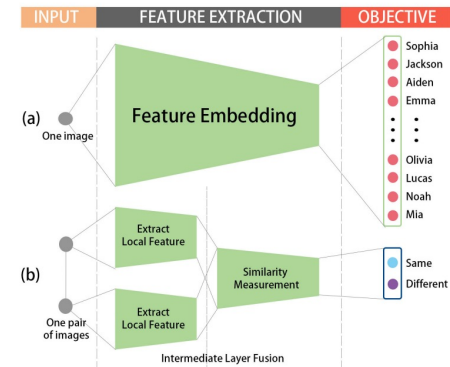 INPUT FEATURE EXTRACTION OBJECTIVE
(a)
One image
Feature Embedding
Sophia
Jackson
Aiden
Emma
Olivia
Lucas
Noah
Mia
(b)
One pair
of images
Extract
Local Feature
Extract
Local Feature
Similarity
Measurement
Same
Different
Intermediate Layer Fusion